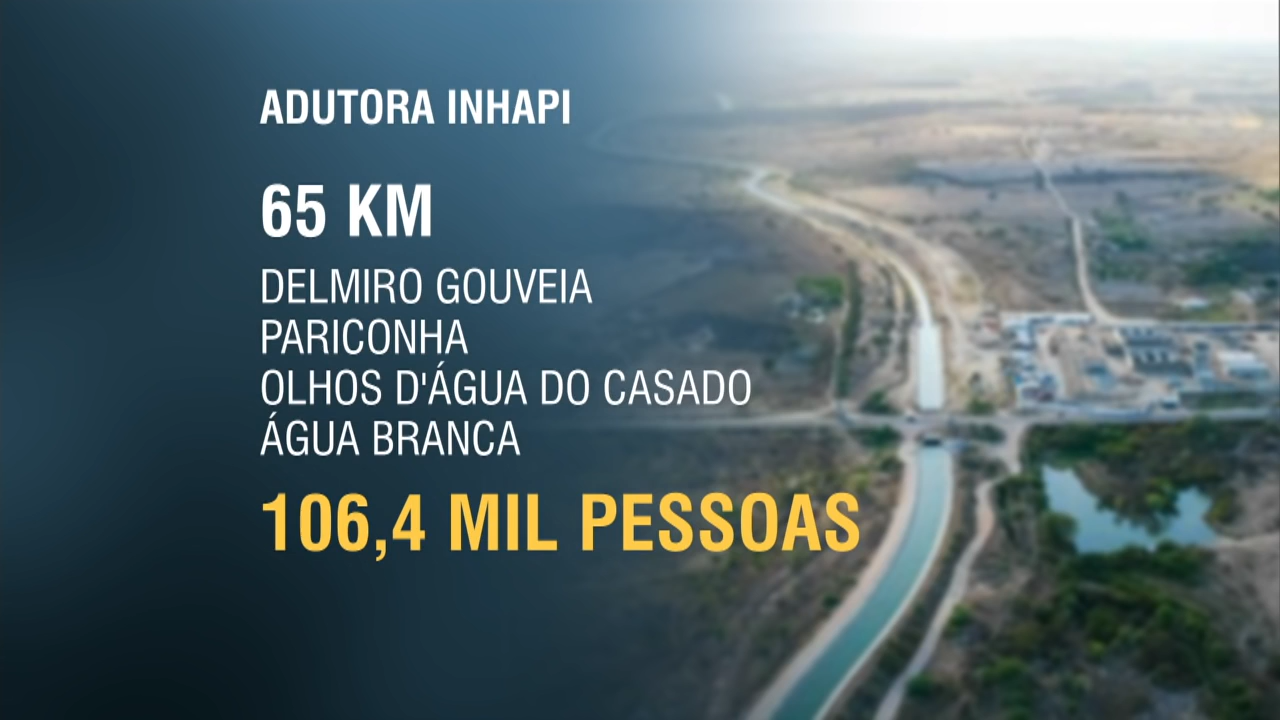 ADUTORA INHAPI
65 KM
DELMIRO GOUVEIA
PARICONHA
OLHOS D'ÁGUA DO CASADO
ÁGUA BRANCA
106,4 MIL PESSOAS